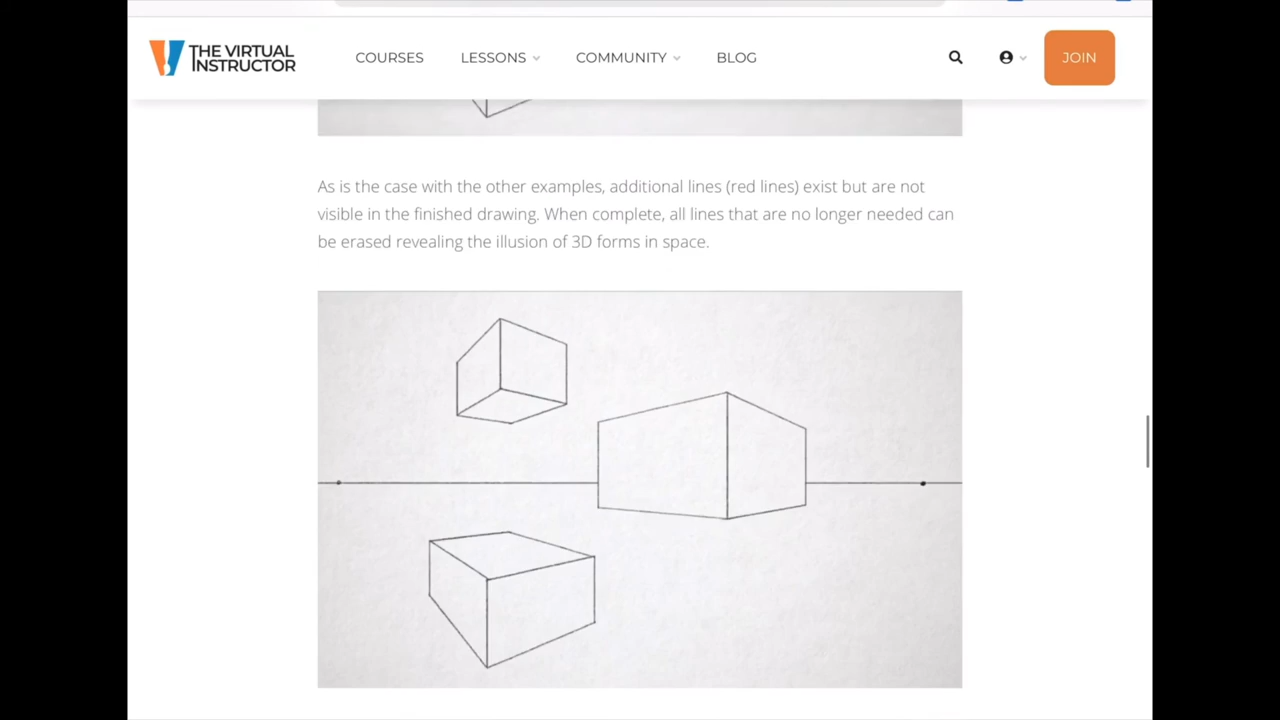 THE VIRTUAL
INSTRUCTOR
COURSES
LESSONS
COMMUNITY
BLOG
JOIN
As is the case with the other examples, additional lines (red lines) exist but are not
visible in the finished drawing. When complete, all lines that are no longer needed can
be erased revealing the illusion of 3D forms in space.